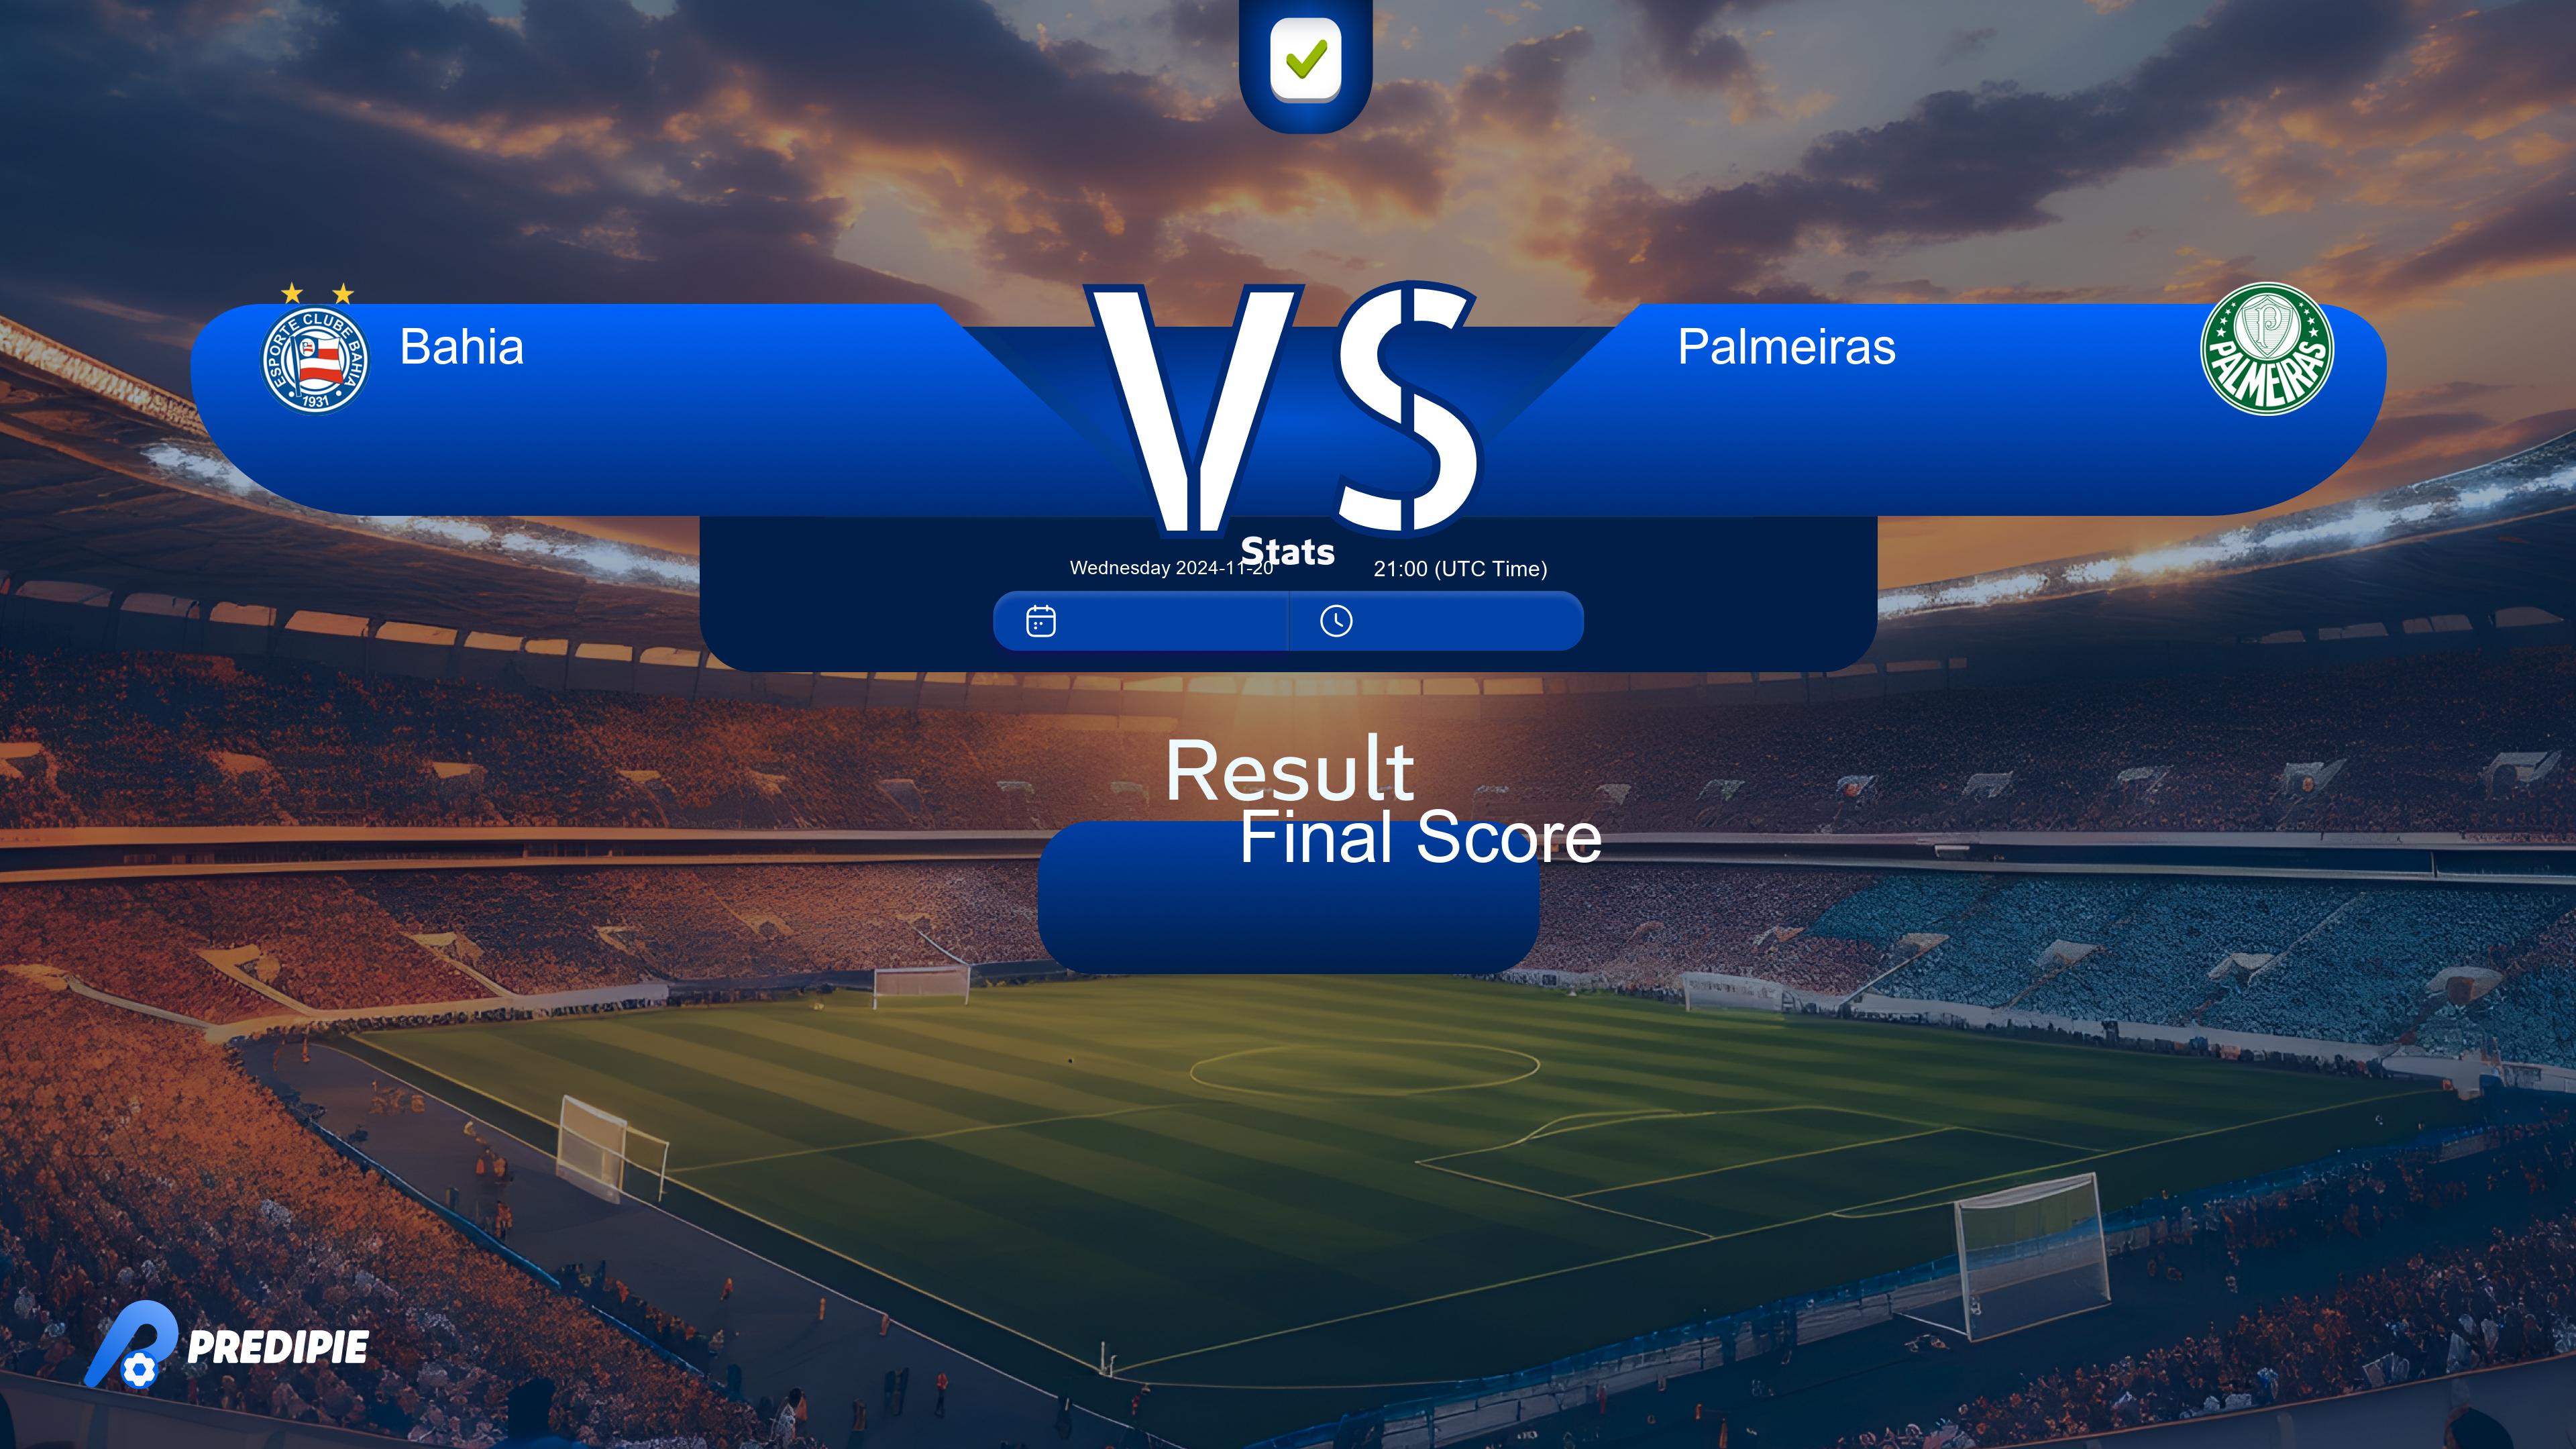 Bahia
Palmeiras
VS
ESPORTE CLUBE BAHIA
1931
P
PALMEIRAS
Stats
Wednesday 2024-11-20
21:00 (UTC Time)
Result
Final Score
PREDIPIE